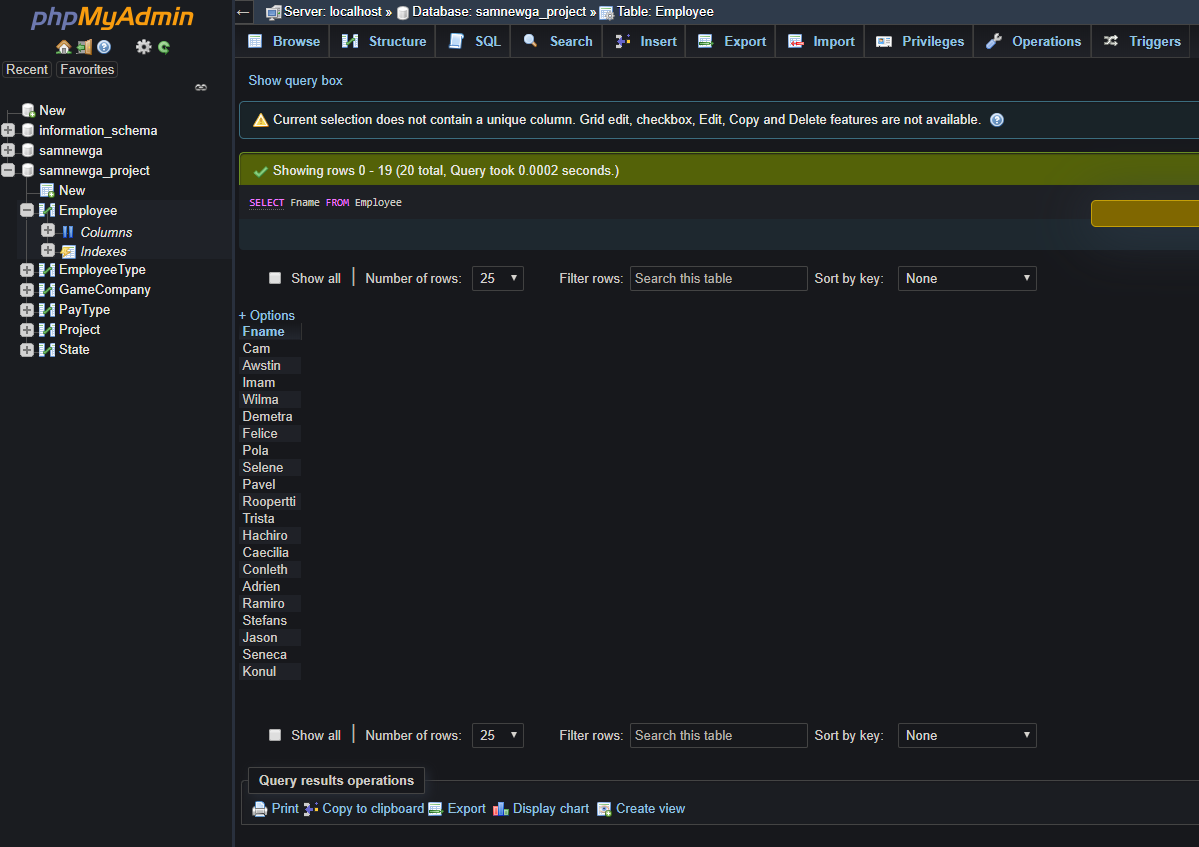 phpMyAdmin
Recent Favorites
New
information_schema
samnewga
samnewga_project
New
Employee
Columns
Indexes
EmployeeType
GameCompany
PayType
Project
State
Server: localhost » Database: samnewga_project » Table: Employee
Browse Structure SQL Search Insert Export Import Privileges Operations Triggers
Show query box
Current selection does not contain a unique column. Grid edit, checkbox, Edit, Copy and Delete features are not available.
Showing rows 0 - 19 (20 total, Query took 0.0002 seconds.)
SELECT Fname FROM Employee
Show all | Number of rows: 25 Filter rows: Search this table Sort by key: None
+ Options
Fname
Cam
Awstin
Imam
Wilma
Demetra
Felice
Pola
Selene
Pavel
Roopertti
Trista
Hachiro
Caecilia
Conleth
Adrien
Ramiro
Stefans
Jason
Seneca
Konul
Show all | Number of rows: 25 Filter rows: Search this table Sort by key: None
Query results operations
Print Copy to clipboard Export Display chart Create view